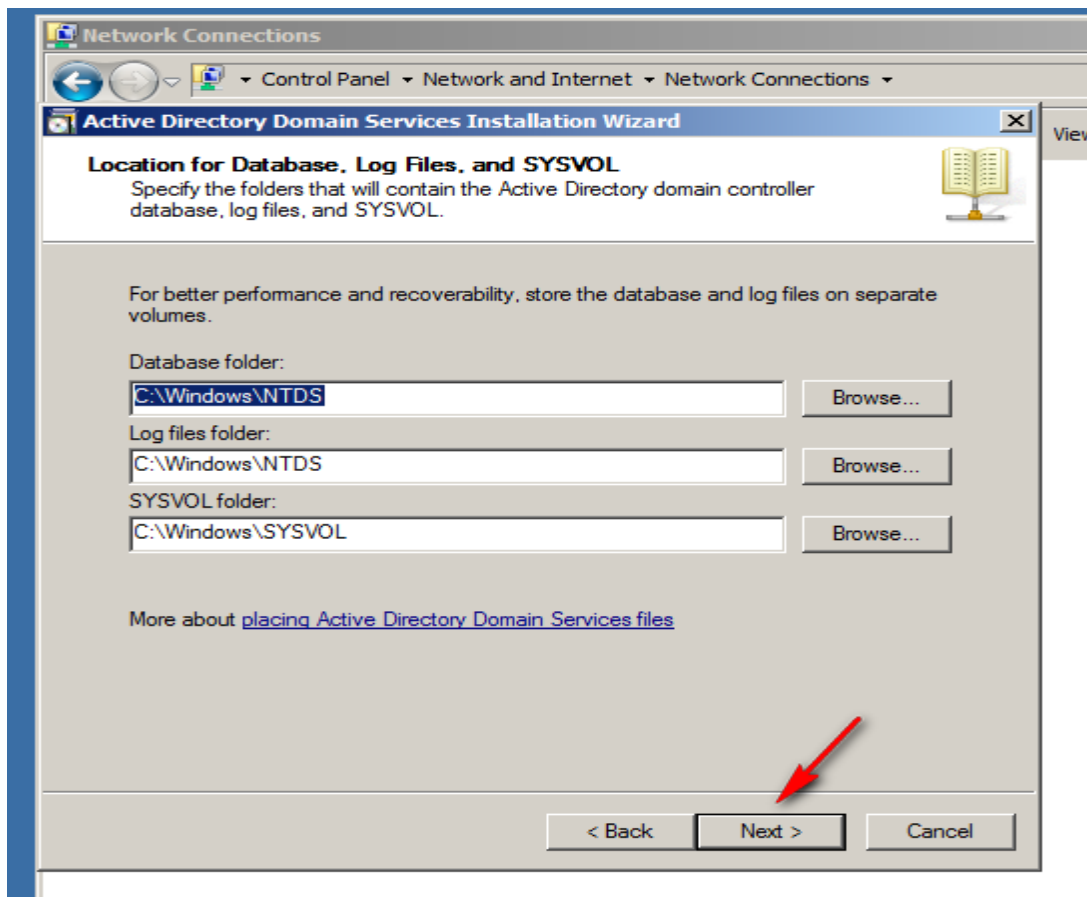 Network Connections
Control Panel Network and Internet Network Connections
Active Directory Domain Services Installation Wizard
View
Location for Database, Log Files, and SYSVOL
Specify the folders that will contain the Active Directory domain controller
database, log files, and SYSVOL.
For better performance and recoverability, store the database and log files on separate
volumes.
Database folder:
C:\Windows\NTDS
Browse...
Log files folder:
C:\Windows\NTDS
Browse...
SYSVOL folder:
C:\Windows\SYSVOL
Browse...
More about placing Active Directory Domain Services files
< Back Next > Cancel